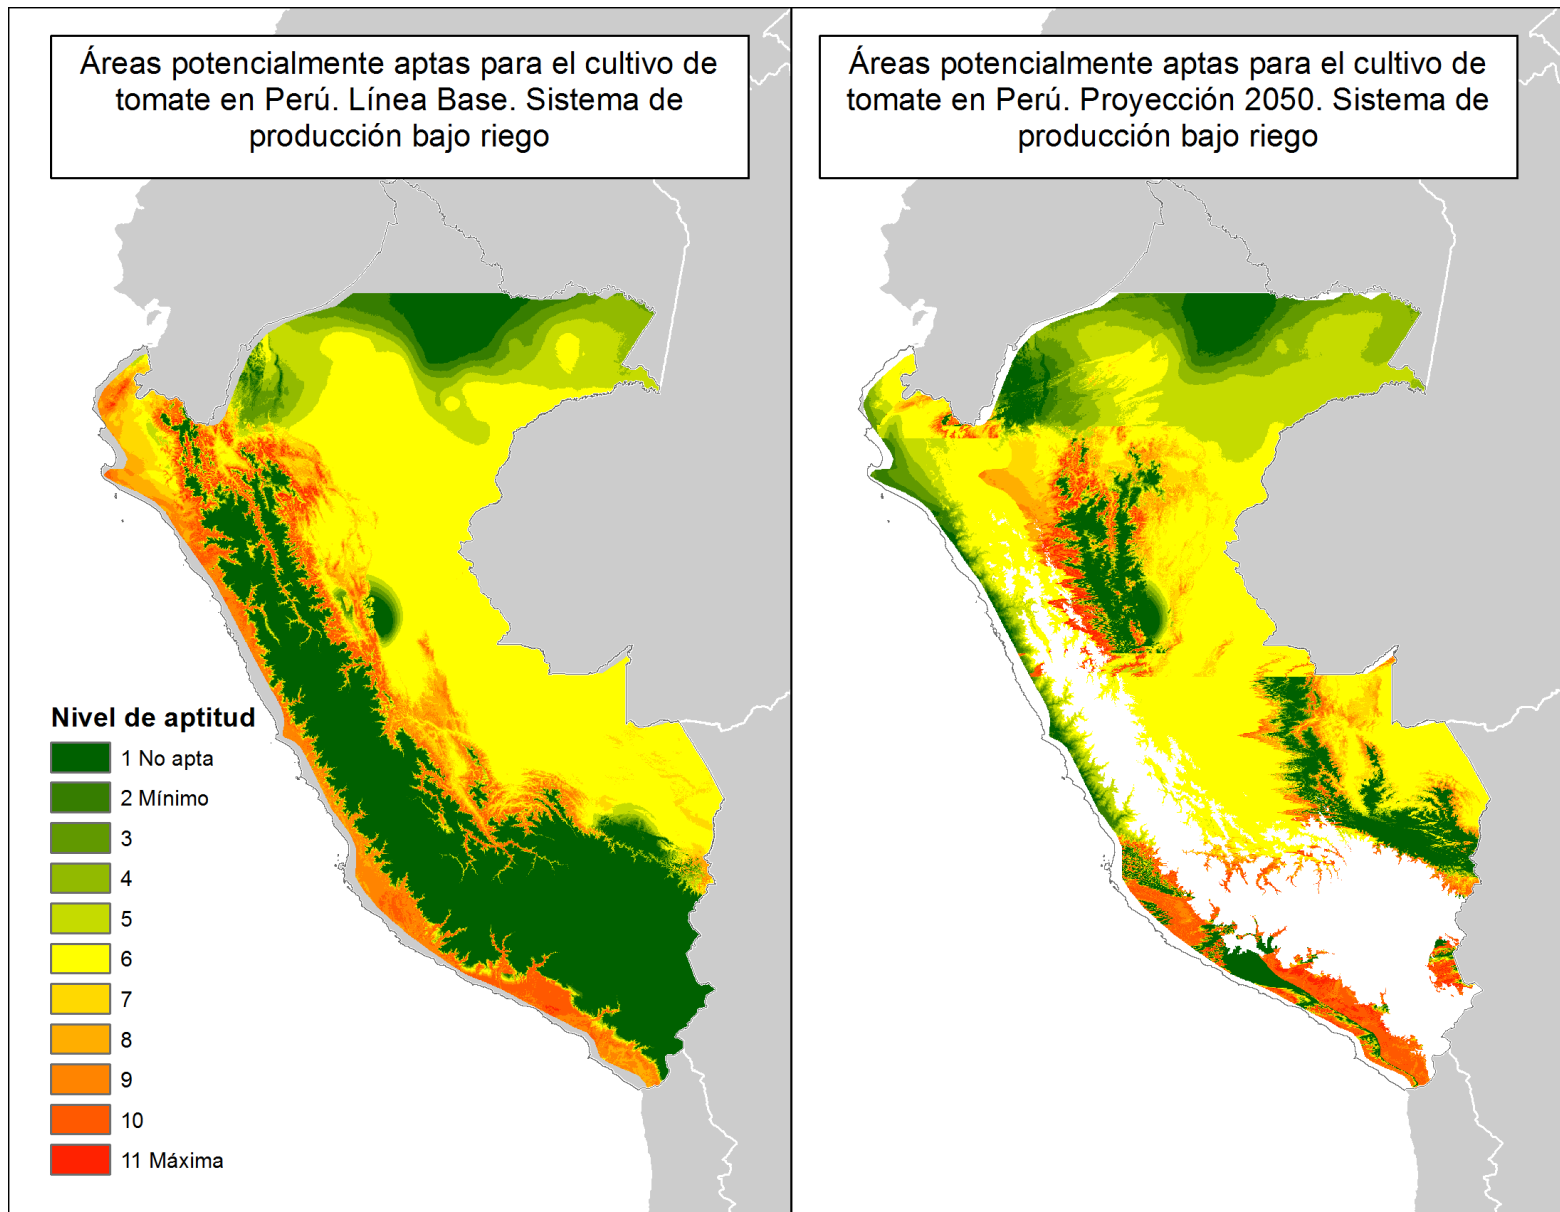 Áreas potencialmente aptas para el cultivo de
tomate en Perú. Línea Base. Sistema de
producción bajo riego
Áreas potencialmente aptas para el cultivo de
tomate en Perú. Proyección 2050. Sistema de
producción bajo riego
Nivel de aptitud
1 No apta
2 Mínimo
3
4
5
6
7
8
9
10
11 Máxima